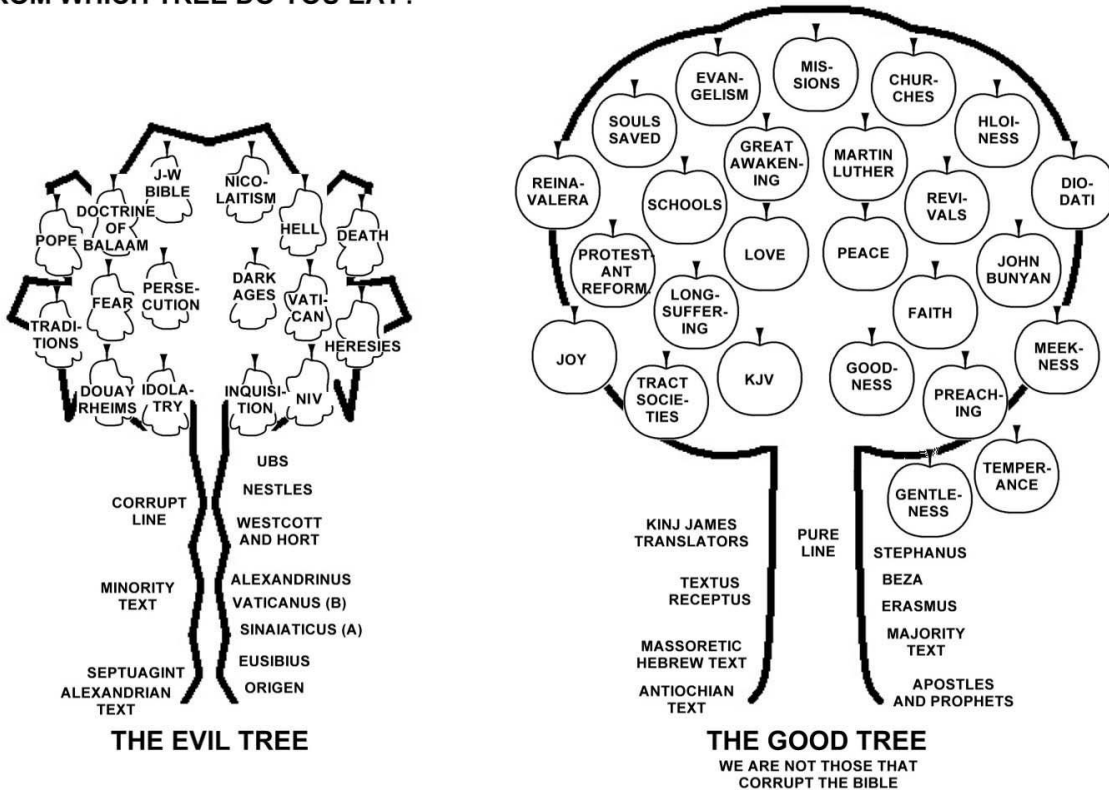 FROM WHICH TREE DO YOU EAT?
POPE
DOCTRINE
OF
BALAAM
J-W
BIBLE
NICO-
LAITISM
HELL
DEATH
TRADI-
TIONS
FEAR
PERSE-
CUTION
DARK
AGES
VATI-
CAN
HERESIES
DOUAY
RHEIMS
IDOLA-
TRY
INQUISI-
TION
NIV
CORRUPT
LINE
MINORITY
TEXT
SEPTUAGINT
ALEXANDRIAN
TEXT
UBS
NESTLES
WESTCOTT
AND HORT
ALEXANDRINUS
VATICANUS (B)
SINAIATICUS (A)
EUSIBIUS
ORIGEN
THE EVIL TREE
MIS-
SIONS
EVAN-
GELISM
CHUR-
CHES
SOULS
SAVED
GREAT
AWAKEN-
ING
MARTIN
LUTHER
HLOI-
NESS
REINA-
VALERA
SCHOOLS
REVI-
VALS
DIO-
DATI
PROTEST-
ANT
REFORM.
LOVE
PEACE
JOHN
BUNYAN
LONG-
SUFFER-
ING
FAITH
JOY
TRACT
SOCIE-
TIES
KJV
GOOD-
NESS
PREACH-
ING
MEEK-
NESS
GENTLE-
NESS
TEMPER-
ANCE
KINJ JAMES
TRANSLATORS
TEXTUS
RECEPTUS
MASSORETIC
HEBREW TEXT
ANTIOCHIAN
TEXT
PURE
LINE
STEPHANUS
BEZA
ERASMUS
MAJORITY
TEXT
APOSTLES
AND PROPHETS
THE GOOD TREE
WE ARE NOT THOSE THAT
CORRUPT THE BIBLE